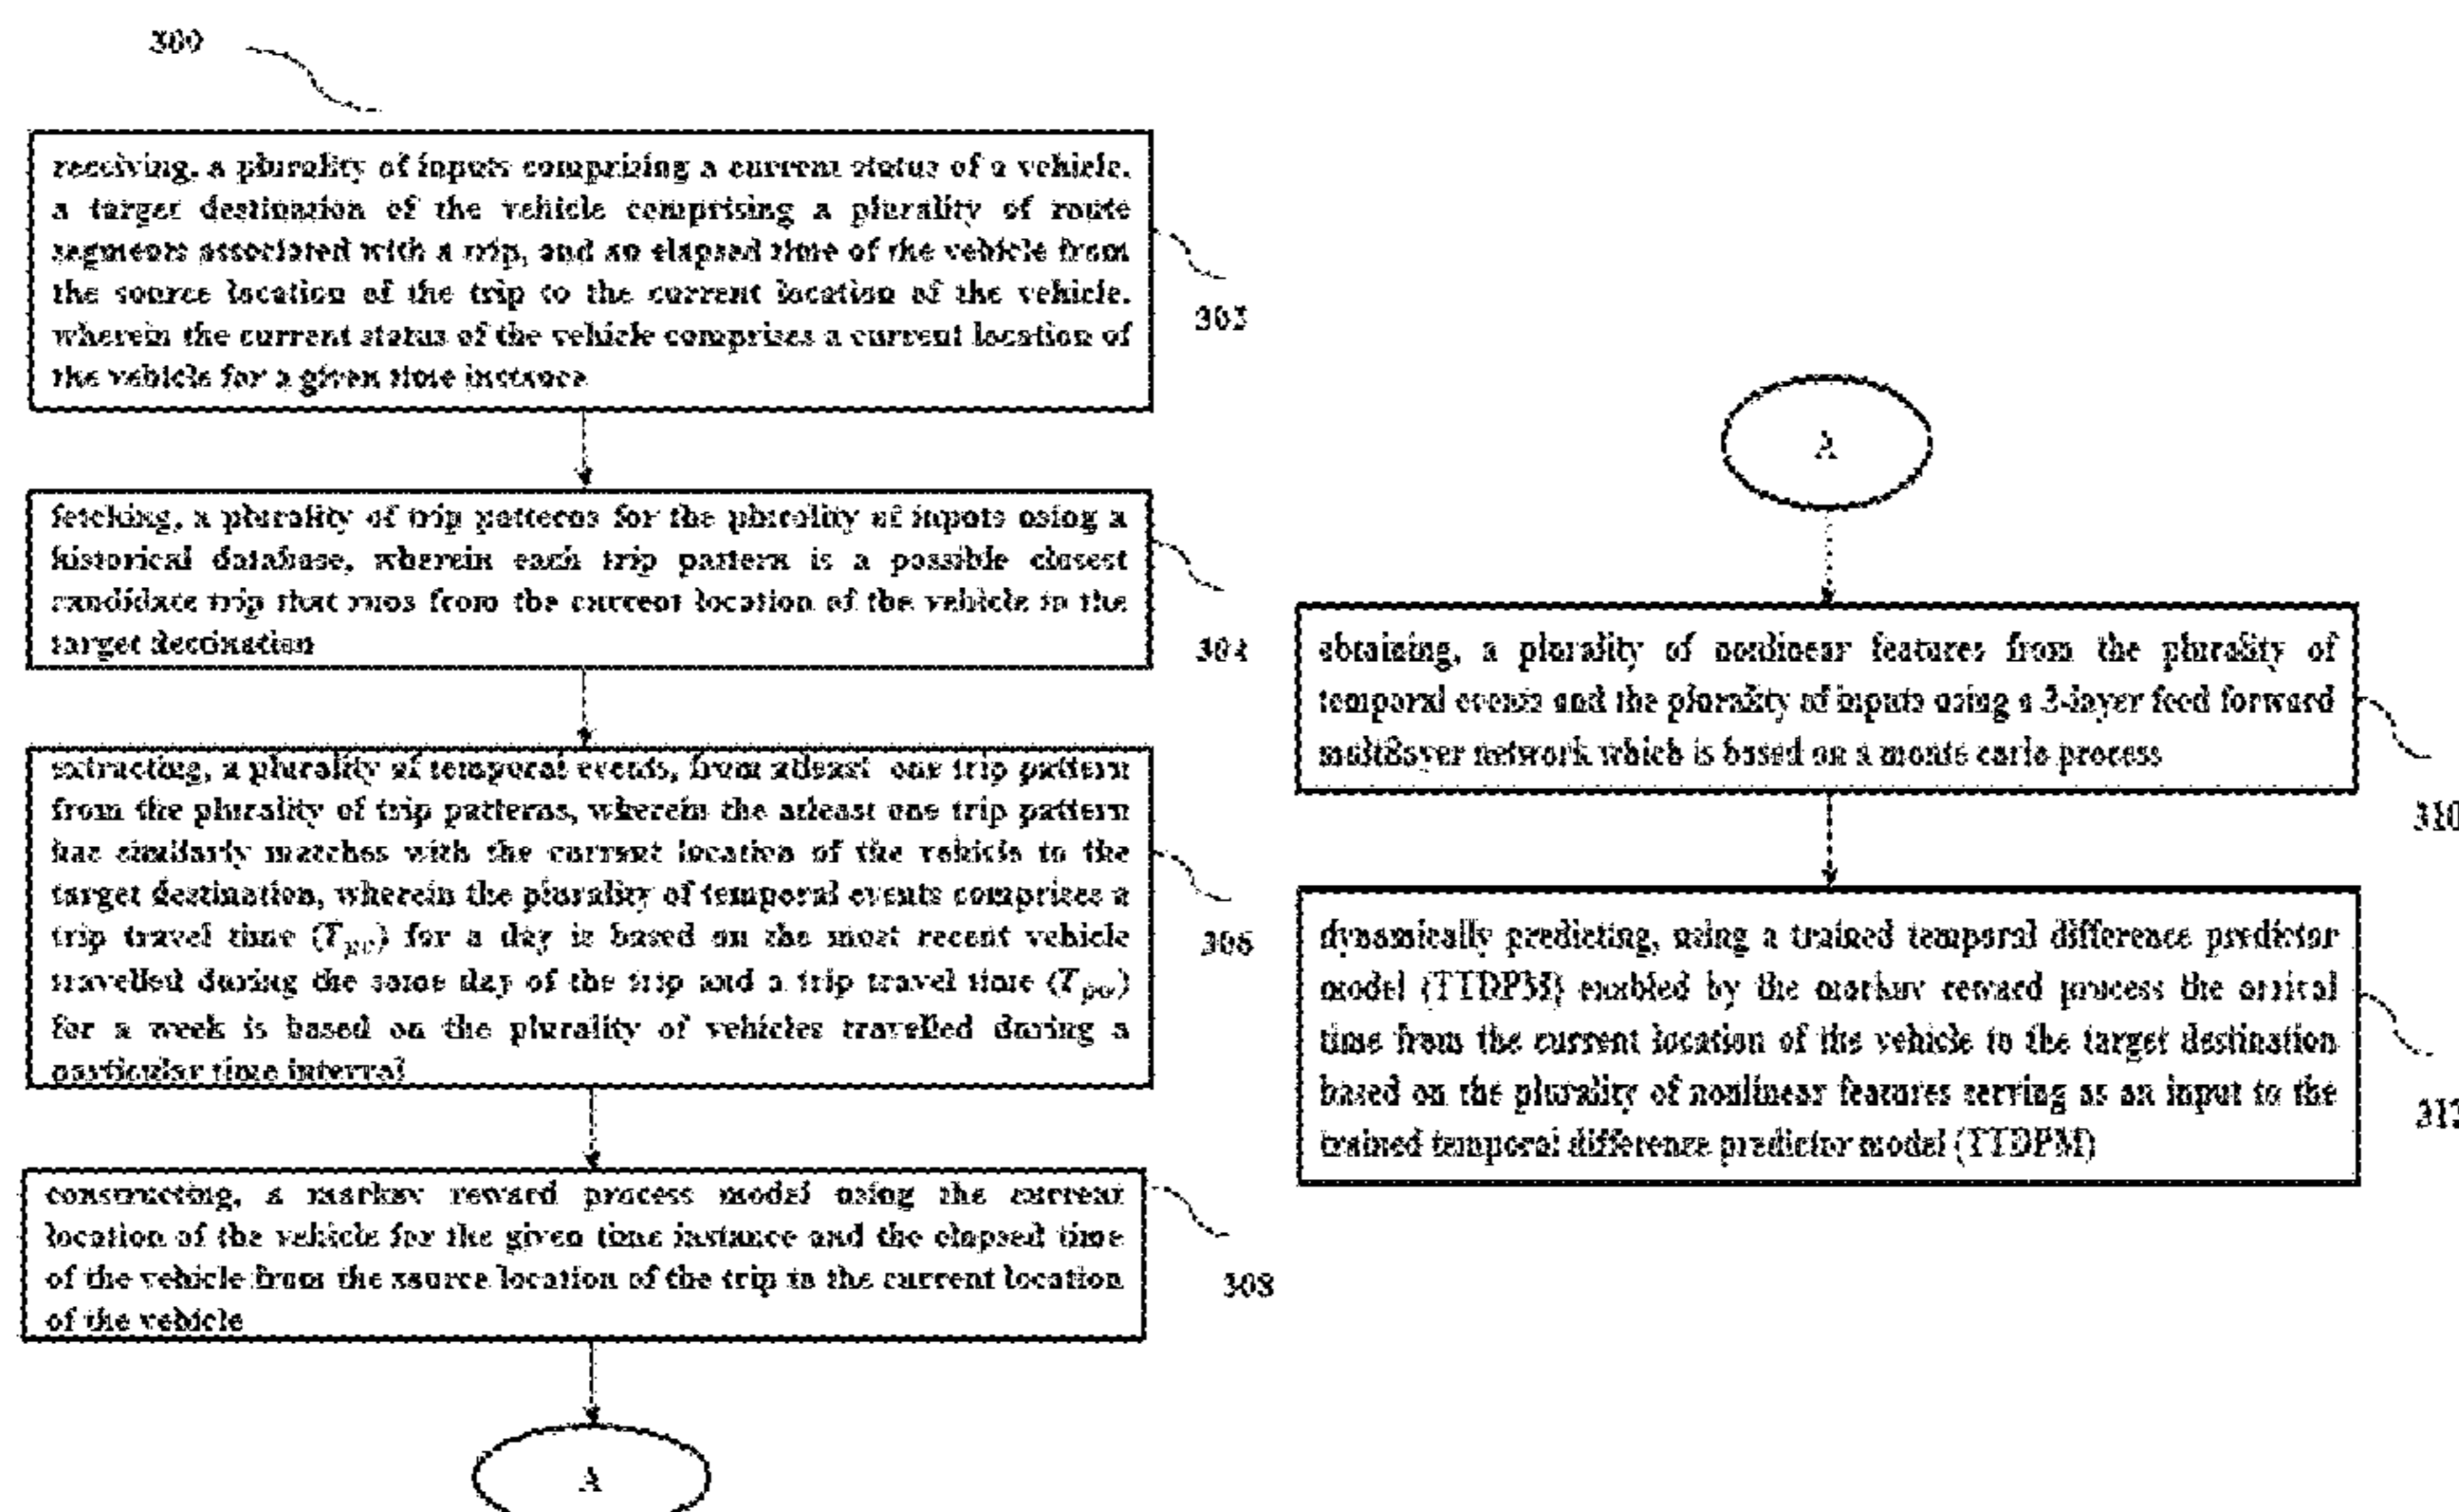 300
receiving, a plurality of inputs comprising a current status of a vehicle,
a target destination of the vehicle comprising a plurality of route
segments associated with a trip, and an elapsed time of the vehicle from
the source location of the trip to the current location of the vehicle,
wherein the current status of the vehicle comprises a current location of
the vehicle for a given time instance
302
fetching, a plurality of trip patterns for the plurality of inputs using a
historical database, wherein each trip pattern is a possible closest
candidate trip that runs from the current location of the vehicle to the
target destination
304
extracting, a plurality of temporal events, from atleast one trip pattern
from the plurality of trip patterns, wherein the atleast one trip pattern
has similarly matches with the current location of the vehicle to the
target destination, wherein the plurality of temporal events comprises a
trip travel time (T) for a day is based on the most recent vehicle
travelled during the same day of the trip and a trip travel time (T)
for a week is based on the plurality of vehicles travelled during a
particular time interval
306
constructing, a markov reward process model using the current
location of the vehicle for the given time instance and the elapsed time
of the vehicle from the source location of the trip to the current location
of the vehicle
308
A
A
obtaining, a plurality of nonlinear features from the plurality of
temporal events and the plurality of inputs using a 3-layer feed forward
multilayer network which is based on a monte carlo process
310
dynamically predicting, using a trained temporal difference predictor
model (TTDPM) enabled by the markov reward process the arrival
time from the current location of the vehicle to the target destination
based on the plurality of nonlinear features serving as an input to the
trained temporal difference predictor model (TTDPM)
312